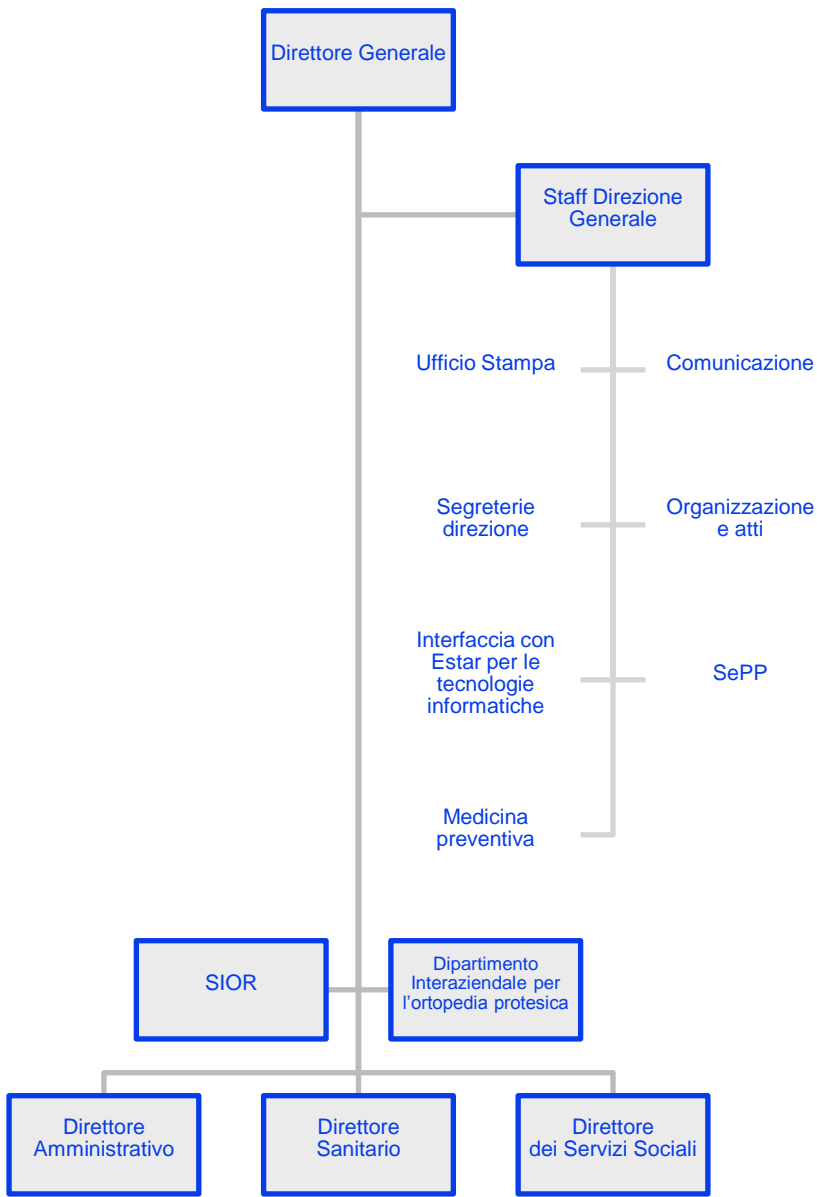 Direttore Generale
Staff Direzione
Generale
Ufficio Stampa
Comunicazione
Segreterie
direzione
Organizzazione
e atti
Interfaccia con
Estar per le
tecnologie
informatiche
SePP
Medicina
preventiva
SIOR
Dipartimento
Interaziendale per
l'ortopedia protesica
Direttore
Amministrativo
Direttore
Sanitario
Direttore
dei Servizi Sociali